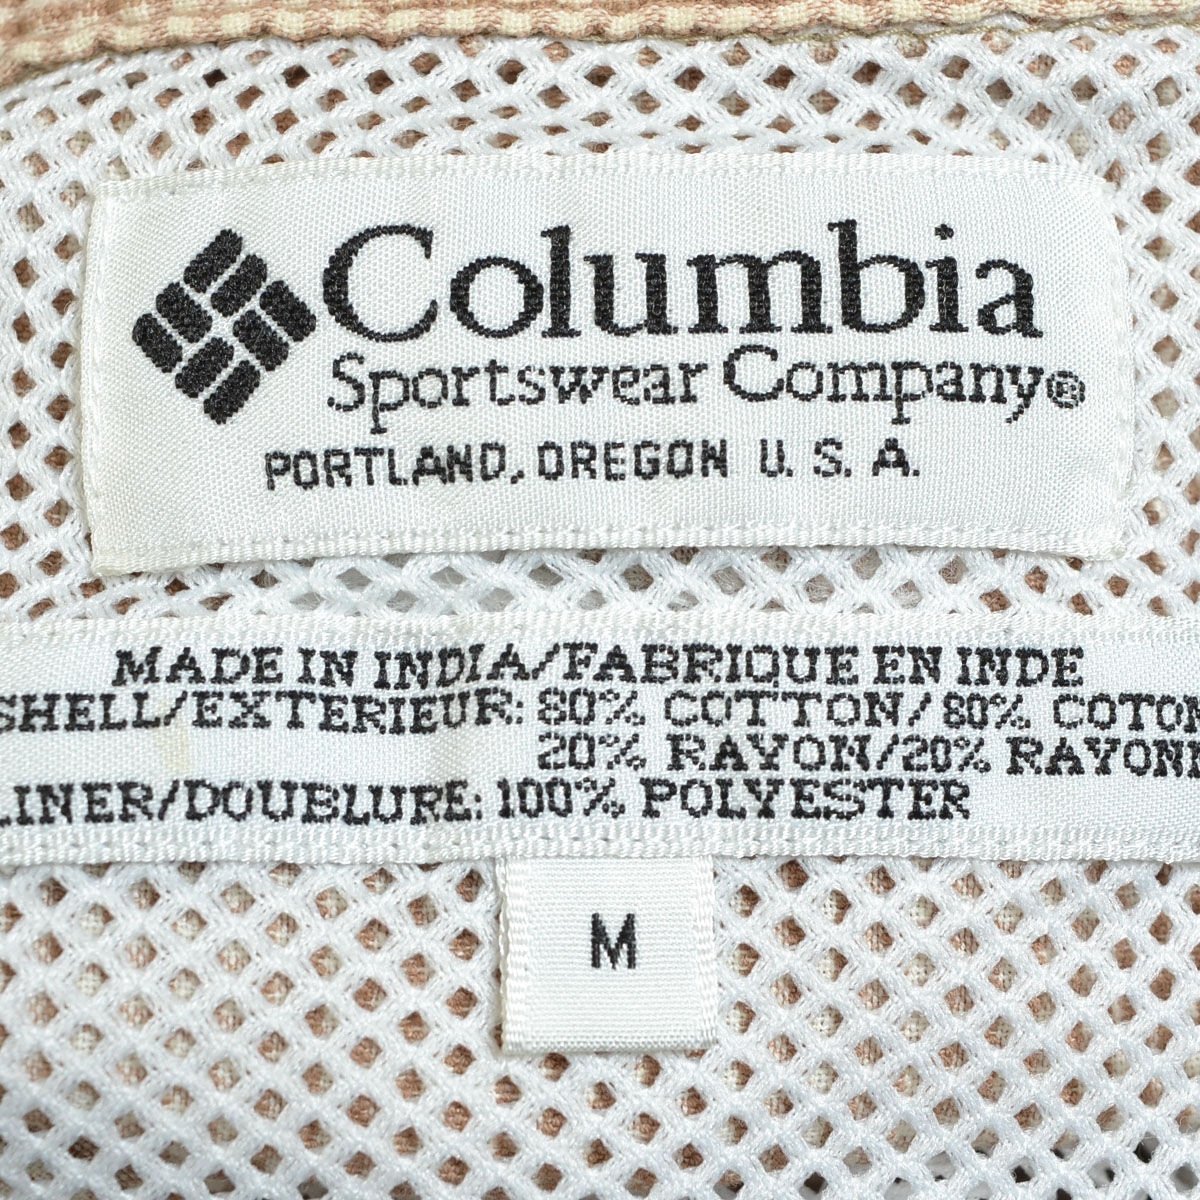 Columbia
Sportswear Company®
PORTLAND, OREGON U.S.A.
MADE IN INDIA/FABRIQUE EN INDE
SHELL/EXTERIEUR: 80% COTTON/80% COTON
20% RAYON/20% RAYONN
LINER/DOUBLURE: 100% POLYESTER
M